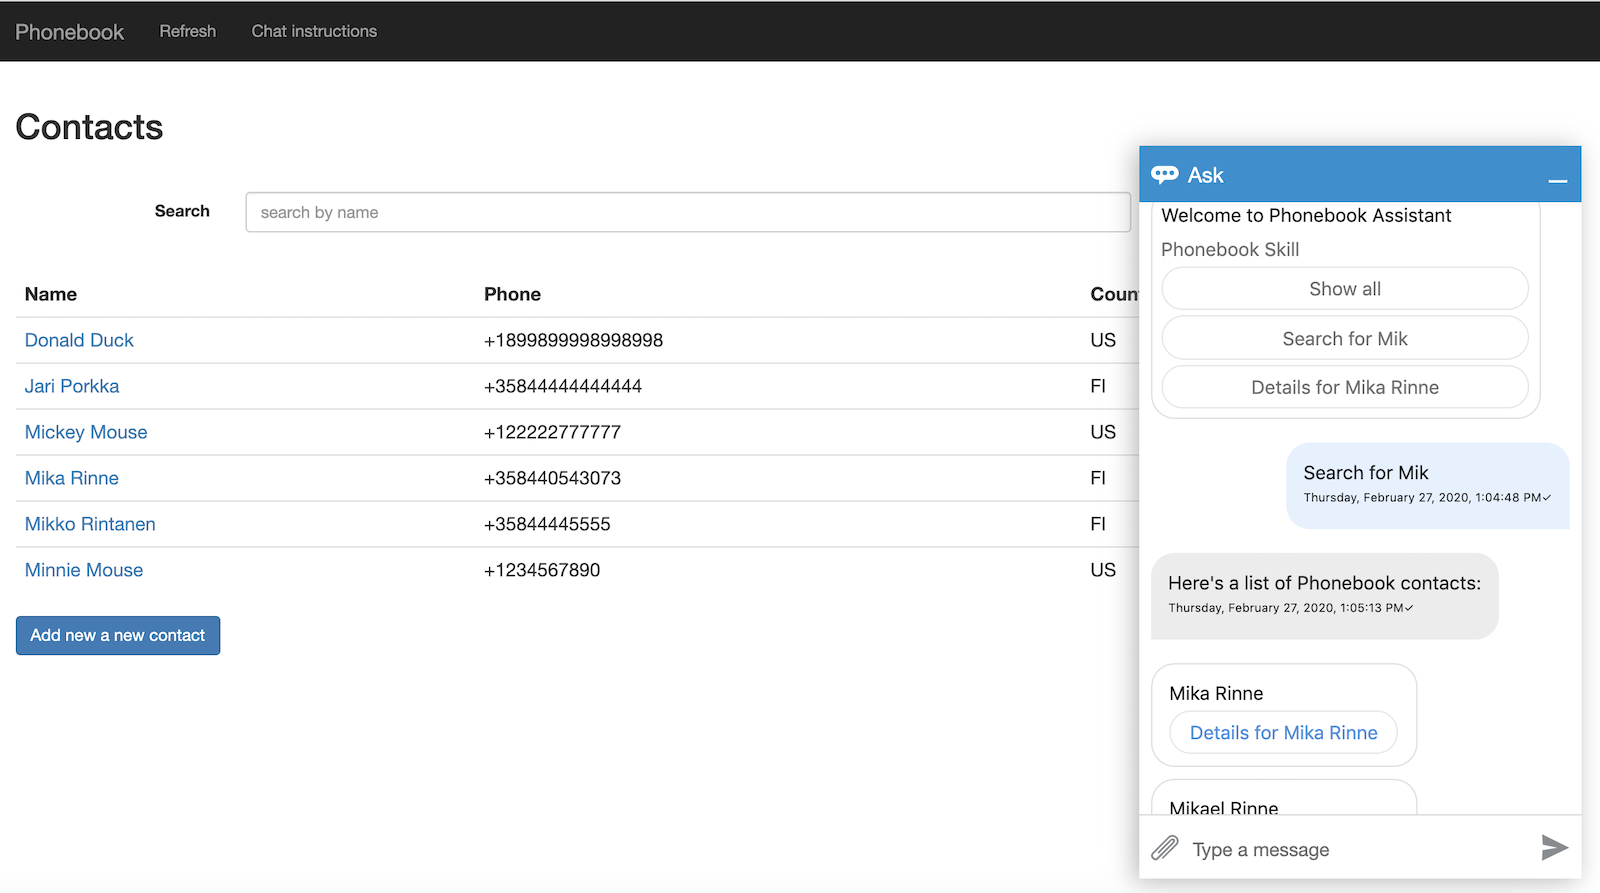 Phonebook Refresh Chat instructions
Contacts
Search search by name
Name Phone Coun
Donald Duck +1899899998998998 US
Jari Porkka +35844444444444 FI
Mickey Mouse +122222777777 US
Mika Rinne +358440543073 FI
Mikko Rintanen +35844445555 FI
Minnie Mouse +1234567890 US
Add new a new contact
Ask
Welcome to Phonebook Assistant
Phonebook Skill
Show all
Search for Mik
Details for Mika Rinne
Search for Mik
Thursday, February 27, 2020, 1:04:48 PM✓
Here's a list of Phonebook contacts:
Thursday, February 27, 2020, 1:05:13 PM✓
Mika Rinne
Details for Mika Rinne
Mikael Rinne
Type a message